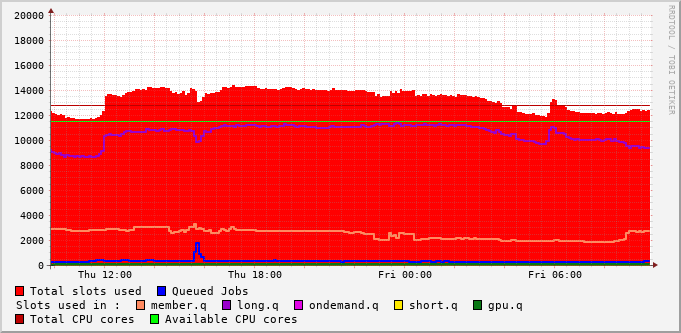 RRDTOOL / TOBI OETIKER
20000
18000
16000
14000
12000
10000
8000
6000
4000
2000
0
Thu 12:00 Thu 18:00 Fri 00:00 Fri 06:00
Total slots used Queued Jobs
Slots used in : member.q long.q ondemand.q short.q gpu.q
Total CPU cores Available CPU cores